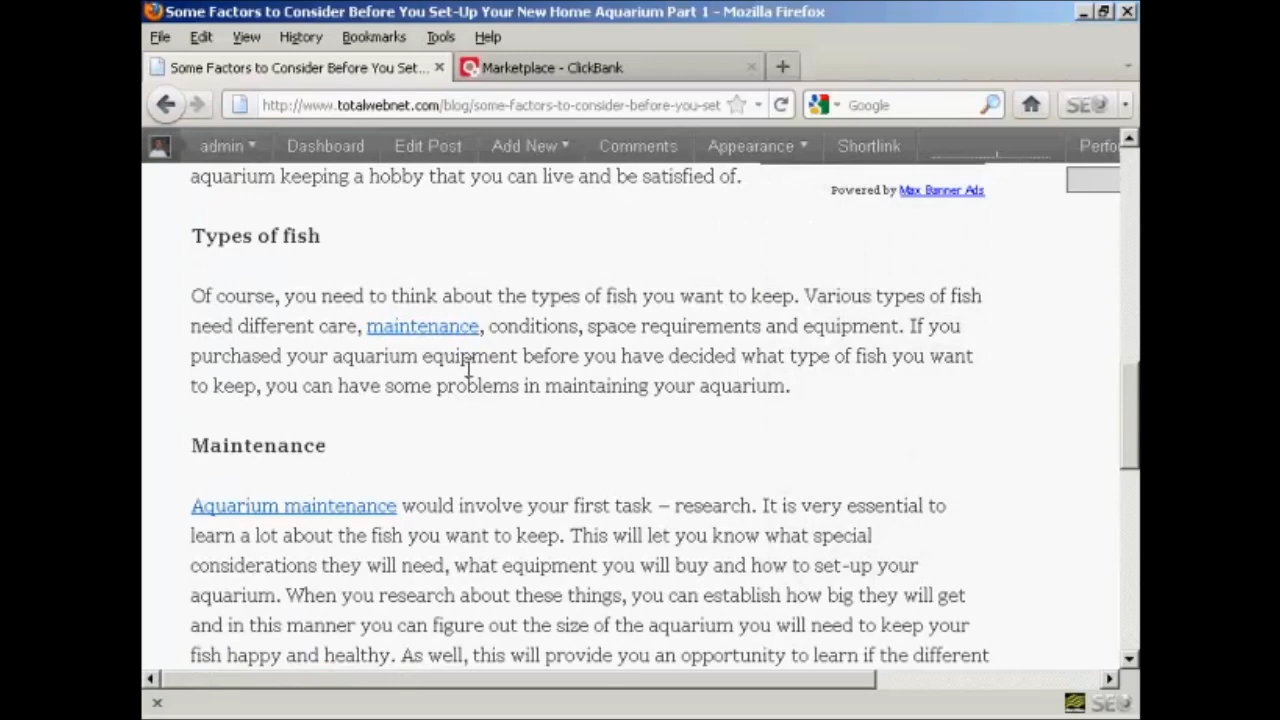 Some Factors to Consider Before You Set-Up Your New Home Aquarium Part 1 - Mozilla Firefox
File Edit View History Bookmarks Tools Help
Some Factors to Consider Before You Set... Marketplace - ClickBank
http://www.totalwebnet.com/blog/some-factors-to-consider-before-you-set Google SEO
admin Dashboard Edit Post Add New Comments Appearance Shortlink Perfo
aquarium keeping a hobby that you can live and be satisfied of.
Powered by Max Banner Ads
Types of fish
Of course, you need to think about the types of fish you want to keep. Various types of fish
need different care, maintenance, conditions, space requirements and equipment. If you
purchased your aquarium equipment before you have decided what type of fish you want
to keep, you can have some problems in maintaining your aquarium.
Maintenance
Aquarium maintenance would involve your first task – research. It is very essential to
learn a lot about the fish you want to keep. This will let you know what special
considerations they will need, what equipment you will buy and how to set-up your
aquarium. When you research about these things, you can establish how big they will get
and in this manner you can figure out the size of the aquarium you will need to keep your
fish happy and healthy. As well, this will provide you an opportunity to learn if the different
SEO